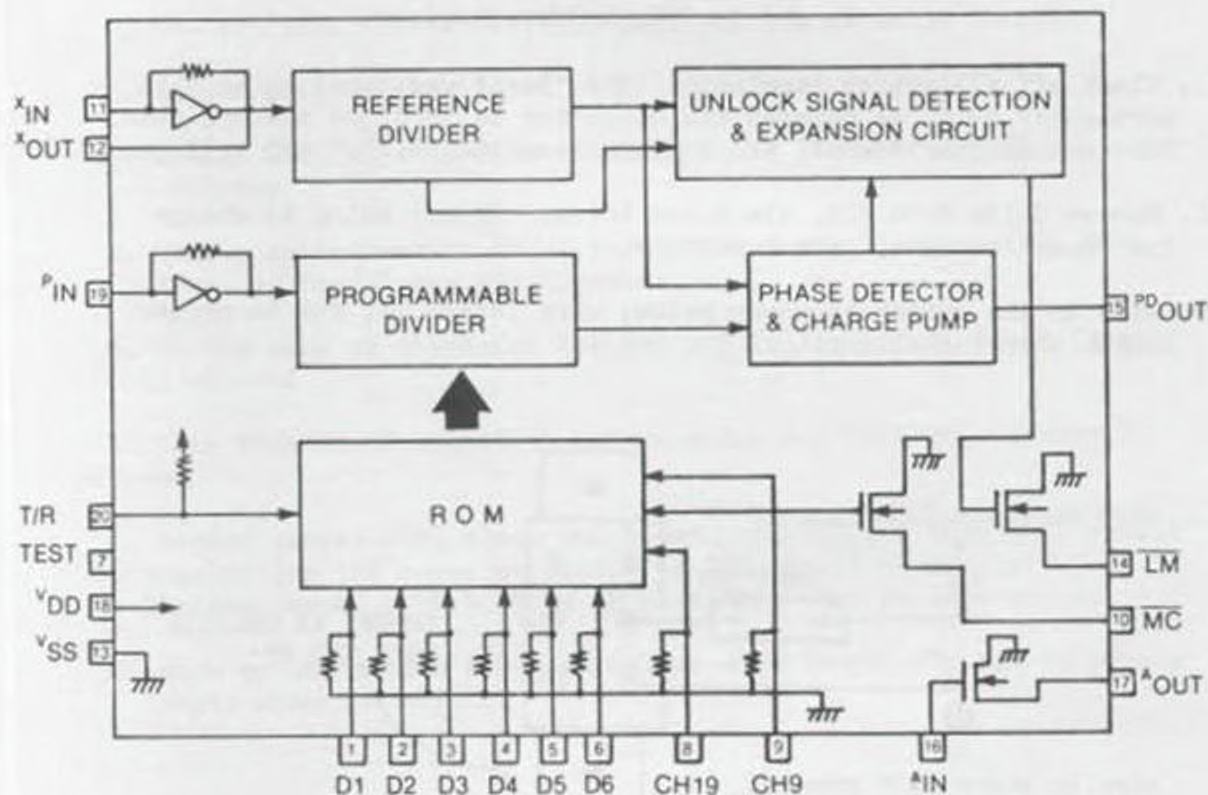 XIN 11
XOUT 12
REFERENCE
DIVIDER
UNLOCK SIGNAL DETECTION
& EXPANSION CIRCUIT
PIN 19
PROGRAMMABLE
DIVIDER
PHASE DETECTOR
& CHARGE PUMP
15 PDOUT
T/R 20
TEST 7
VDD 18
VSS 13
ROM
14 LM
10 MC
17 AOUT
1 2 3 4 5 6 8 9 16
D1 D2 D3 D4 D5 D6 CH19 CH9 AIN